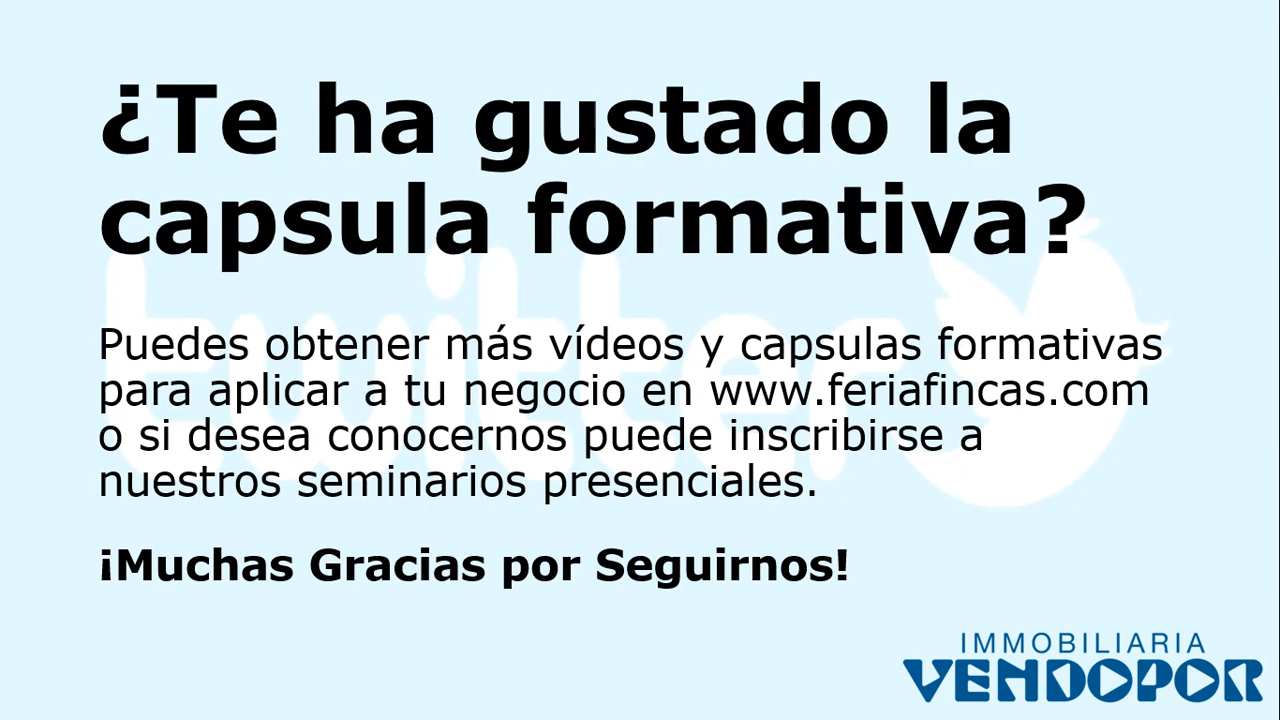 ¿Te ha gustado la
capsula formativa?
twitter
Puedes obtener más vídeos y capsulas formativas
para aplicar a tu negocio en www.feriafincas.com
o si desea conocernos puede inscribirse a
nuestros seminarios presenciales.
¡Muchas Gracias por Seguirnos!
IMMOBILIARIA
VENDOPOR